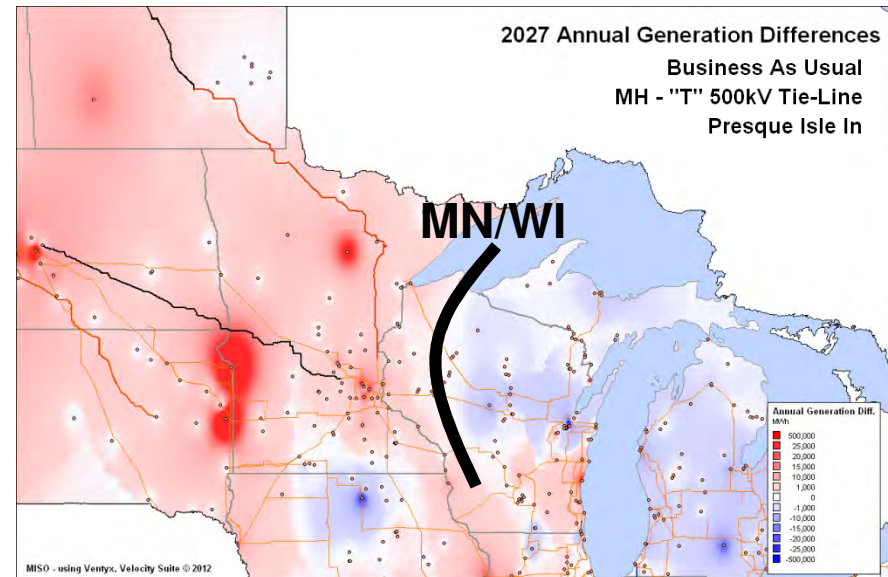 2027 Annual Generation Differences
Business As Usual
MH - "T" 500kV Tie-Line
Presque Isle In
MN/WI
Annual Generation Diff.
MWh
500,000
25,000
20,000
15,000
10,000
1,000
0
-1,000
-10,000
-15,000
-20,000
-25,000
-500,000
MISO - using Ventyx, Velocity Suite © 2012